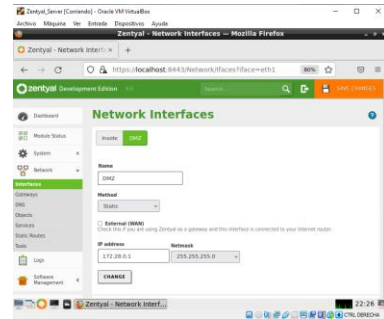 Zentyal_Server [Corriendo] - Oracle VM VirtualBox
Archivo Máquina Ver Entrada Dispositivos Ayuda
Zentyal - Network Interfaces — Mozilla Firefox
Zentyal - Network Interfa
https://localhost:8443/Network/Ifaces?iface=eth1
80%
zentyal Development Edition
Search...
SAVE CHANGES
Dashboard
Module Status
System
Network
Interfaces
Gateways
DNS
Objects
Services
Static Routes
Tools
Logs
Software
Management
Network Interfaces
Inside DMZ
Name
DMZ
Method
Static
External (WAN)
Check this if you are using Zentyal as a gateway and this interface is connected to your Internet router.
IP address Netmask
172.28.0.1 255.255.255.0
CHANGE
Zentyal - Network Interf...
22:26
CTRL DERECHA